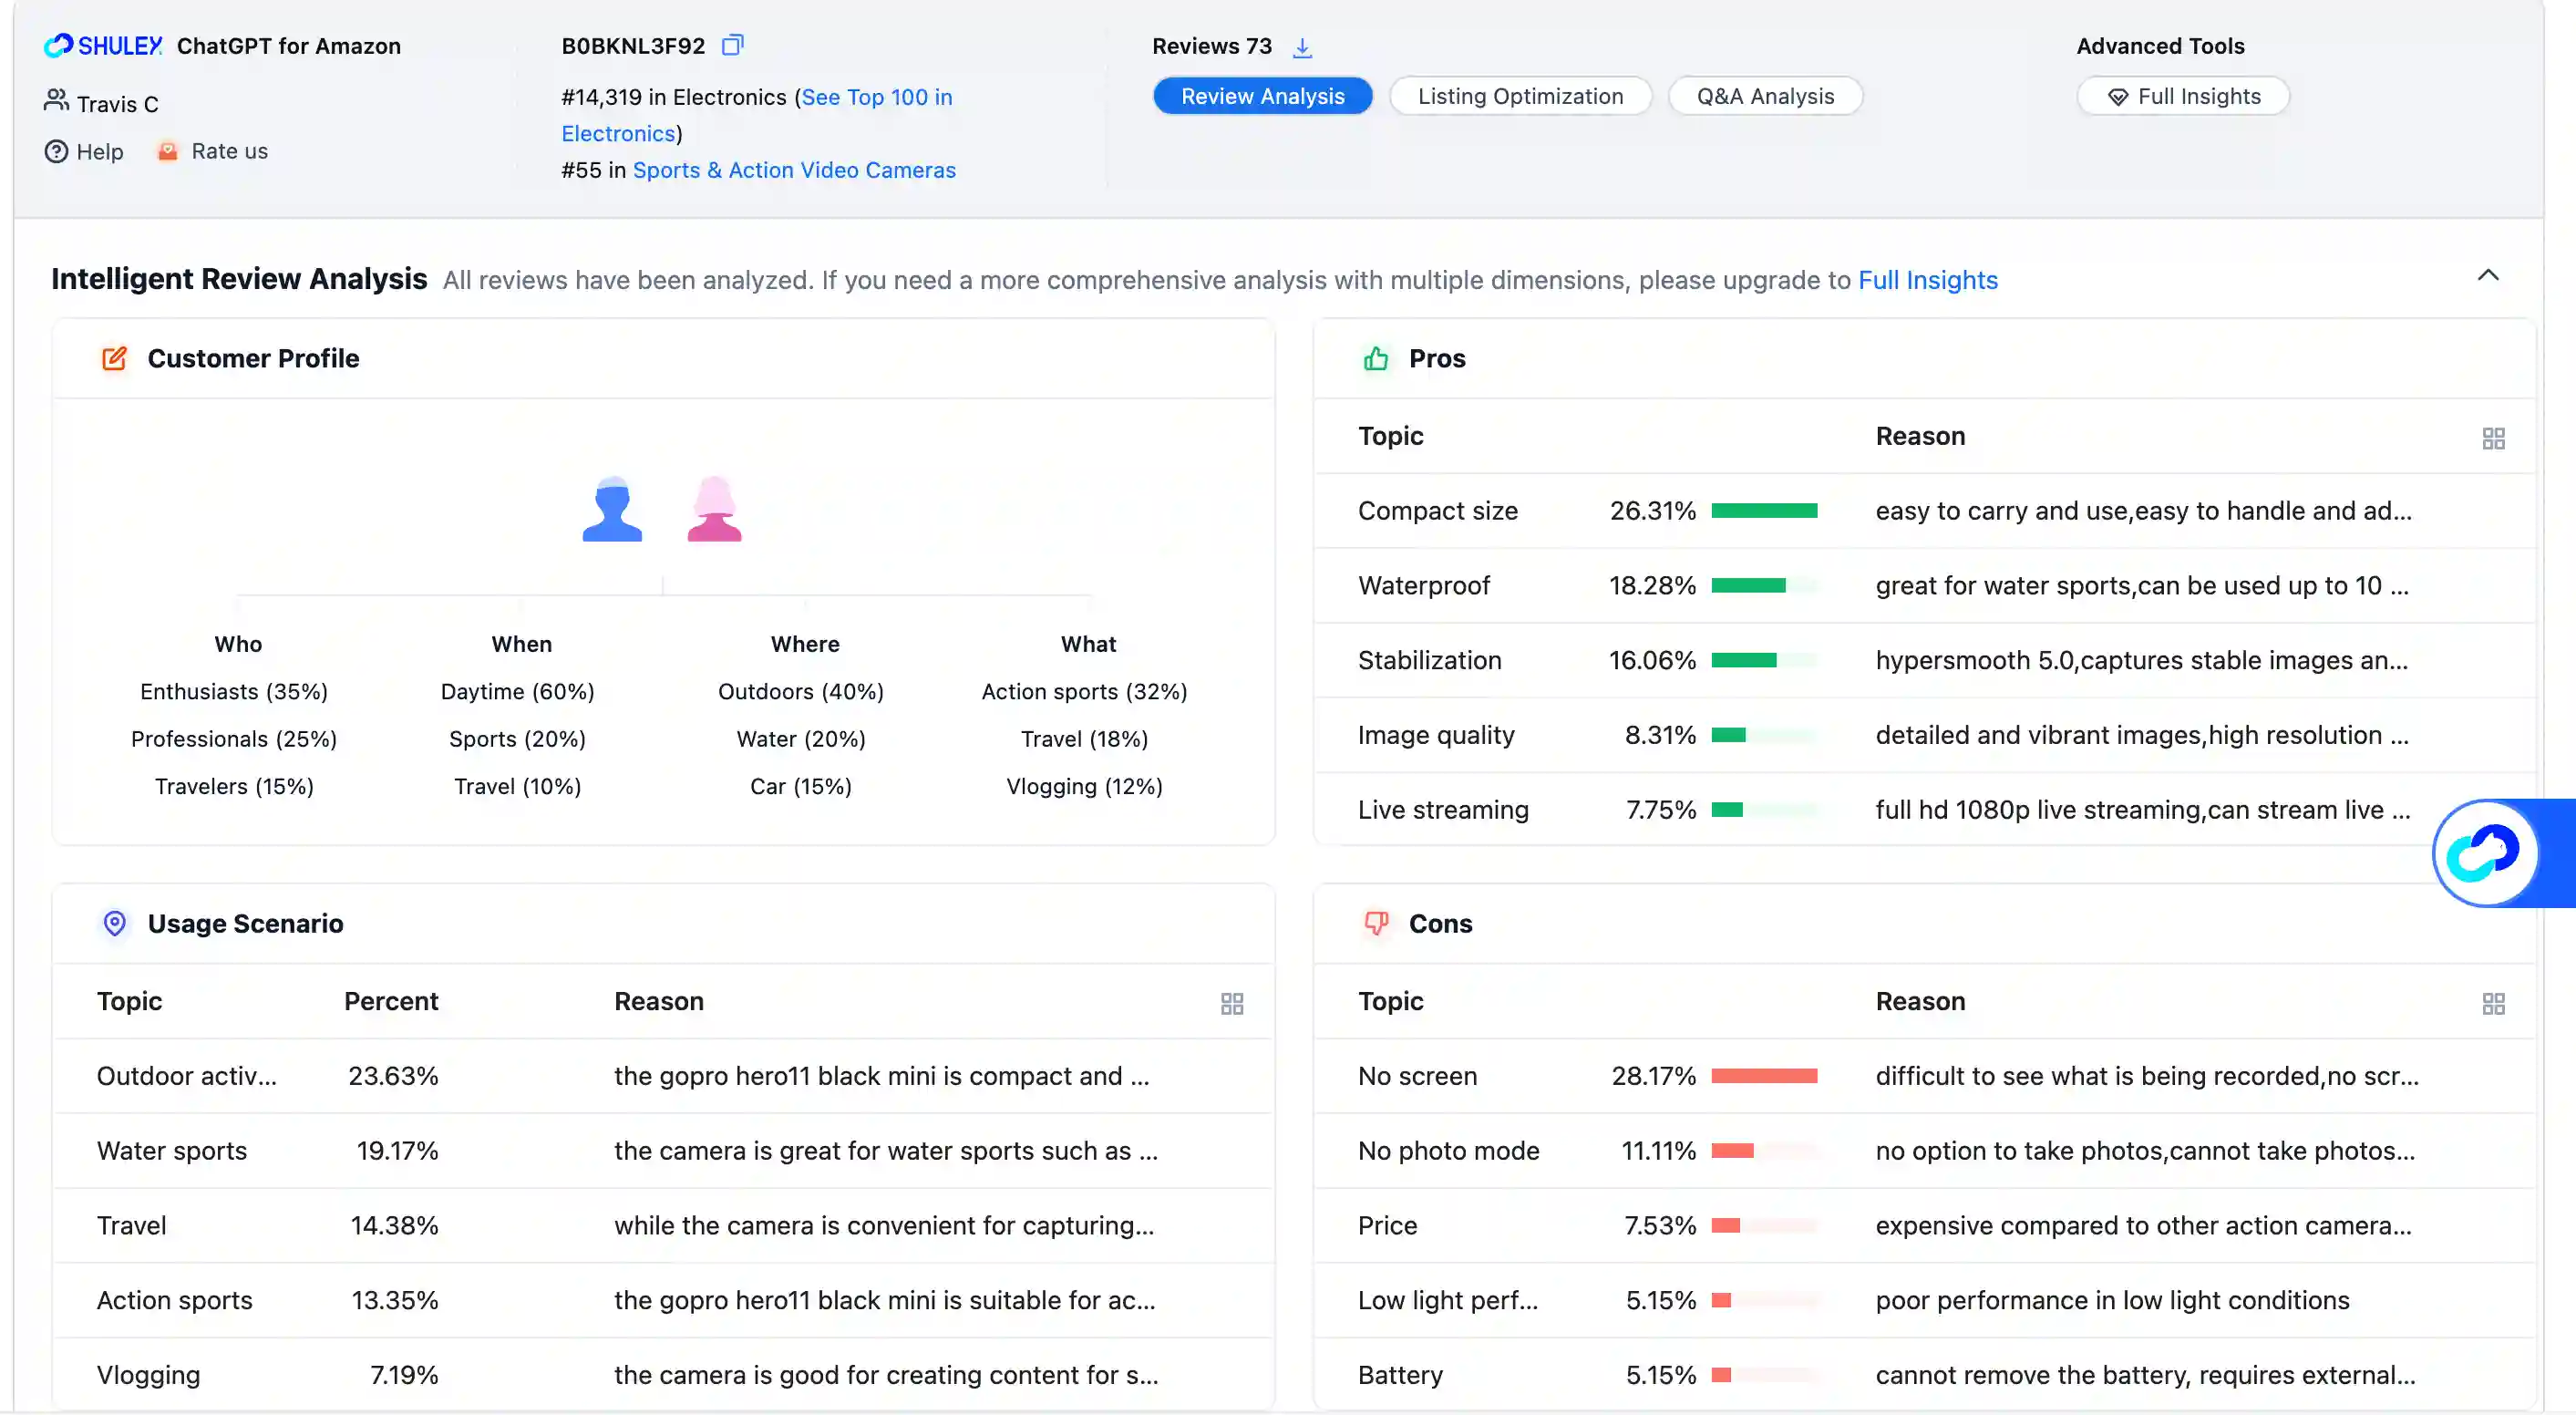 SHULEX ChatGPT for Amazon
Travis C
Help Rate us
B0BKNL3F92
#14,319 in Electronics (See Top 100 in
Electronics)
#55 in Sports & Action Video Cameras
Reviews 73
Review Analysis Listing Optimization Q&A Analysis
Advanced Tools
Full Insights
Intelligent Review Analysis All reviews have been analyzed. If you need a more comprehensive analysis with multiple dimensions, please upgrade to Full Insights
Customer Profile
Who When Where What
Enthusiasts (35%) Daytime (60%) Outdoors (40%) Action sports (32%)
Professionals (25%) Sports (20%) Water (20%) Travel (18%)
Travelers (15%) Travel (10%) Car (15%) Vlogging (12%)
Pros
Topic Reason
Compact size 26.31% easy to carry and use,easy to handle and ad...
Waterproof 18.28% great for water sports,can be used up to 10 ...
Stabilization 16.06% hypersmooth 5.0,captures stable images an...
Image quality 8.31% detailed and vibrant images,high resolution ...
Live streaming 7.75% full hd 1080p live streaming,can stream live ...
Usage Scenario
Topic Percent Reason
Outdoor activ... 23.63% the gopro hero11 black mini is compact and ...
Water sports 19.17% the camera is great for water sports such as ...
Travel 14.38% while the camera is convenient for capturing...
Action sports 13.35% the gopro hero11 black mini is suitable for ac...
Vlogging 7.19% the camera is good for creating content for s...
Cons
Topic Reason
No screen 28.17% difficult to see what is being recorded,no scr...
No photo mode 11.11% no option to take photos,cannot take photos...
Price 7.53% expensive compared to other action camera...
Low light perf... 5.15% poor performance in low light conditions
Battery 5.15% cannot remove the battery, requires external...